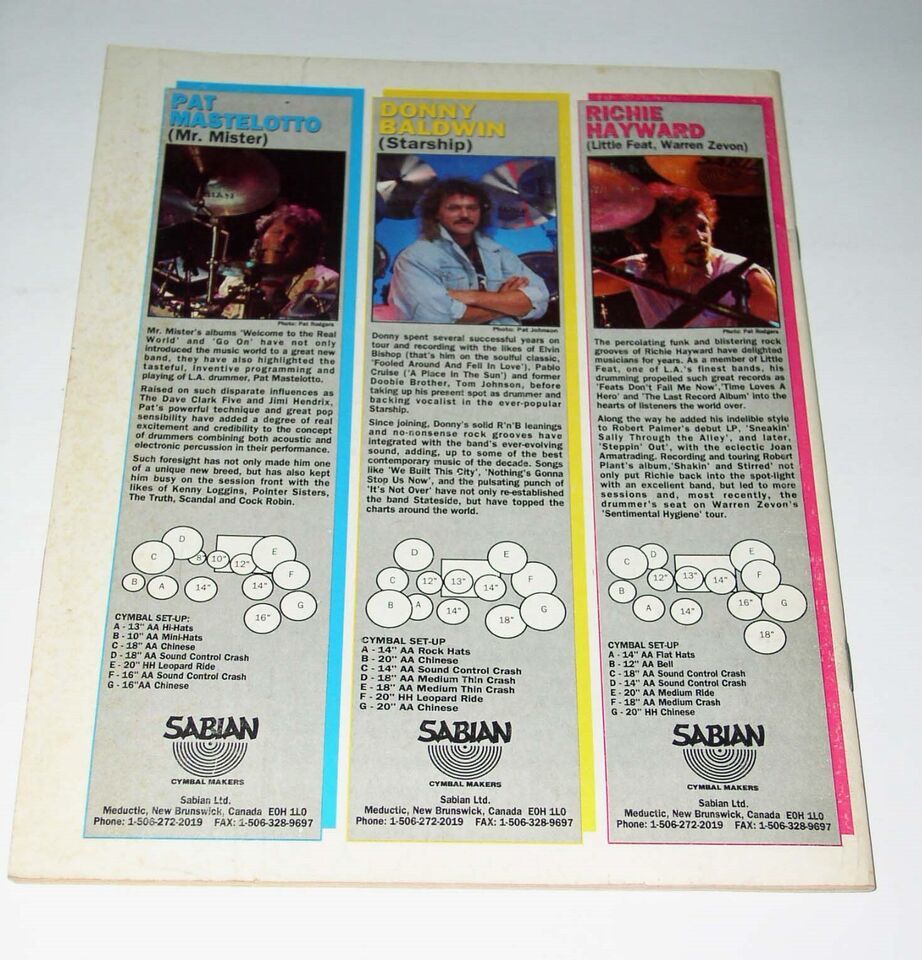 PAT
MASTELOTTO
(Mr. Mister)
SABIAN
Photo: Pat Rodgers
Mr. Mister's albums 'Welcome to the Real
World' and 'Go On' have not only
introduced the music world to a great new
band, they have also highlighted the
tasteful, inventive programming and
playing of L.A. drummer, Pat Mastelotto.
Raised on such disparate influences as
The Dave Clark Five and Jimi Hendrix,
Pat's powerful technique and great pop
sensibility have added a degree of real
excitement and credibility to the concept
of drummers combining both acoustic and
electronic percussion in their performance.
Such foresight has not only made him one
of a unique new breed, but has also kept
him busy on the session front with the
likes of Kenny Loggins, Pointer Sisters,
The Truth, Scandal and Cock Robin.
D
C
8"
10"
12"
E
F
B
A
14"
14"
G
16"
CYMBAL SET-UP:
A - 13" AA Hi-Hats
B - 10" AA Mini-Hats
C - 18" AA Chinese
D - 18" AA Sound Control Crash
E - 20" HH Leopard Ride
F - 16" AA Sound Control Crash
G - 16"AA Chinese
SABIAN
CYMBAL MAKERS
Sabian Ltd.
Meductic, New Brunswick, Canada E0H 1L0
Phone: 1-506-272-2019 FAX: 1-506-328-9697
DONNY
BALDWIN
(Starship)
Photo: Pat Johnson
Donny spent several successful years on
tour and recording with the likes of Elvin
Bishop (that's him on the soulful classic,
'Fooled Around And Fell in Love'), Pablo
Cruise ('A Place In The Sun') and former
Doobie Brother, Tom Johnson, before
taking up his present spot as drummer and
backing vocalist in the ever-popular
Starship.
Since joining, Donny's solid R'n'B leanings
and no-nonsense rock grooves have
integrated with the band's ever-evolving
sound, adding, up to some of the best
contemporary music of the decade. Songs
like 'We Built This City', 'Nothing's Gonna
Stop Us Now', and the pulsating punch of
'It's Not Over' have not only re-established
the band Stateside, but have topped the
charts around the world.
D
E
C
12"
13"
14"
F
B
A
14"
18"
G
CYMBAL SET-UP
A - 14" AA Rock Hats
B - 20" AA Chinese
C - 14" AA Sound Control Crash
D - 18" AA Medium Thin Crash
E - 18" AA Medium Thin Crash
F - 20" HH Leopard Ride
G - 20" AA Chinese
SABIAN
CYMBAL MAKERS
Sabian Ltd.
Meductic, New Brunswick, Canada E0H 1L0
Phone: 1-506-272-2019 FAX: 1-506-328-9697
RICHIE
HAYWARD
(Little Feat, Warren Zevon)
Photo: Pat Rodgers
The percolating funk and blistering rock
grooves of Richie Hayward have delighted
musicians for years. As a member of Little
Feat, one of L.A.'s finest bands, his
drumming propelled such great records as
'Feats Don't Fail Me Now','Time Loves A
Hero' and 'The Last Record Album' into the
hearts of listeners the world over.
Along the way he added his indelible style
to Robert Palmer's debut LP, 'Sneakin'
Sally Through the Alley', and later,
'Steppin' Out', with the eclectic Joan
Armatrading. Recording and touring Robert
Plant's album,'Shakin' and Stirred' not
only put Richie back into the spot-light
with an excellent band, but led to more
sessions and, most recently, the
drummer's seat on Warren Zevon's
'Sentimental Hygiene' tour.
C
D
E
12"
13"
14"
F
B
A
14"
16"
G
18"
CYMBAL SET-UP
A - 14" AA Flat Hats
B - 12" AA Bell
C - 18" AA Sound Control Crash
D - 14" AA Sound Control Crash
E - 20" AA Medium Ride
F - 18" AA Medium Crash
G - 20" HH Chinese
SABIAN
CYMBAL MAKERS
Sabian Ltd.
Meductic, New Brunswick, Canada E0H 1L0
Phone: 1-506-272-2019 FAX: 1-506-328-9697